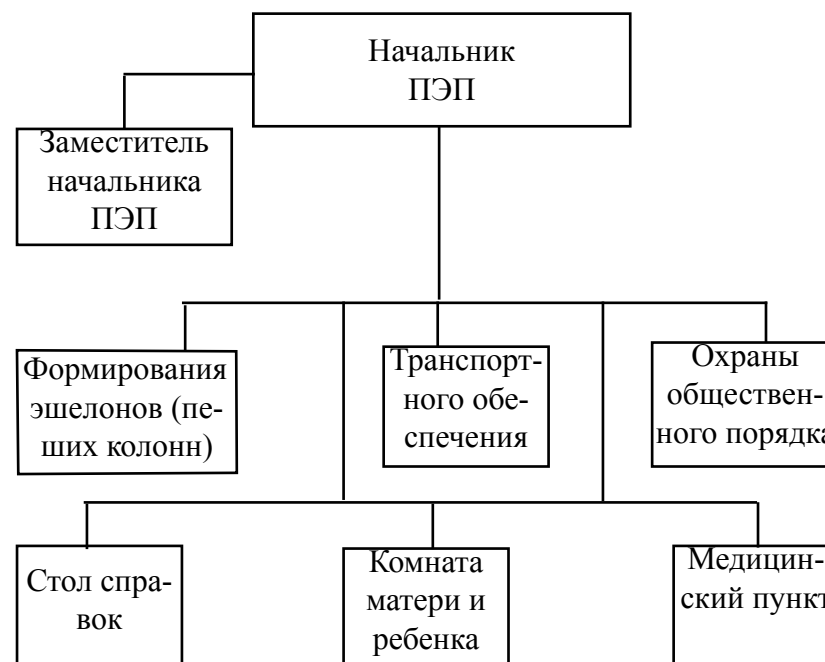 Начальник
ПЭП
Заместитель
начальника
ПЭП
Формирования
эшелонов (пе-
ших колонн)
Транспорт-
ного обе-
спечения
Охраны
обществен-
ного порядка
Стол спра-
вок
Комната
матери и
ребенка
Медицин-
ский пункт